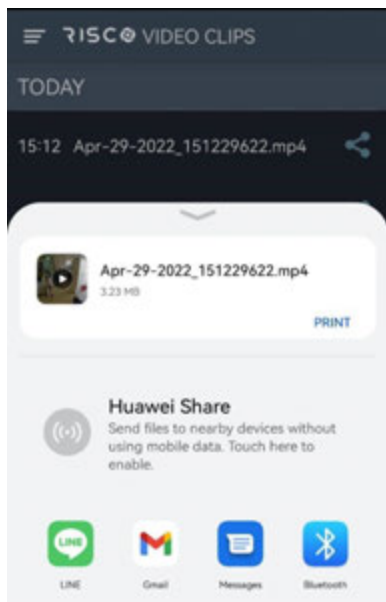 RISCO VIDEO CLIPS
TODAY
15:12 Apr-29-2022_151229622.mp4
Apr-29-2022_151229622.mp4
3.23 MB
PRINT
Huawei Share
Send files to nearby devices without
using mobile data. Touch here to
enable.
LINE
LINE Gmail Messages Bluetooth